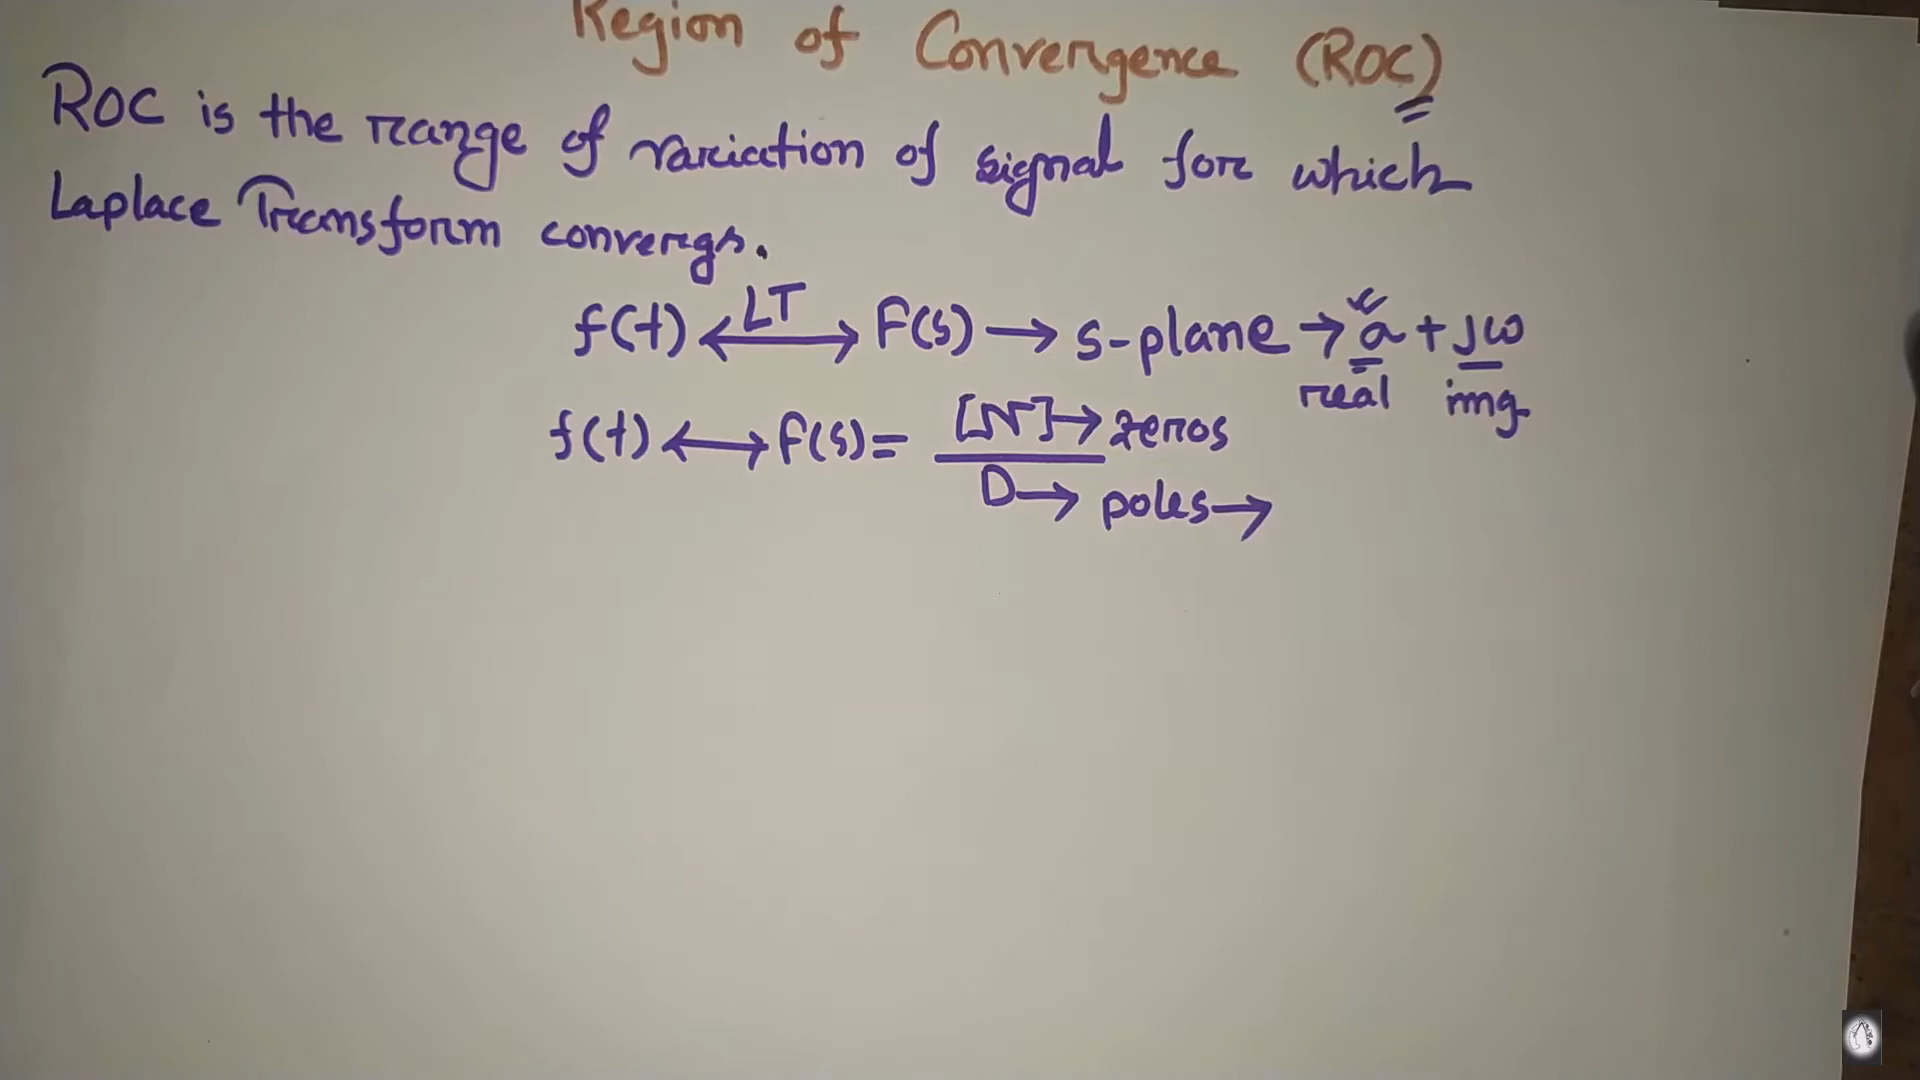 Region of Convergence (ROC)
ROC is the range of variation of signal for which
Laplace Transform convergs.
f(t) ⟷ LT F(s) → s-plane → a + jω
real img.
f(t) ⟷ F(s) = [N] → zeros
D → poles →